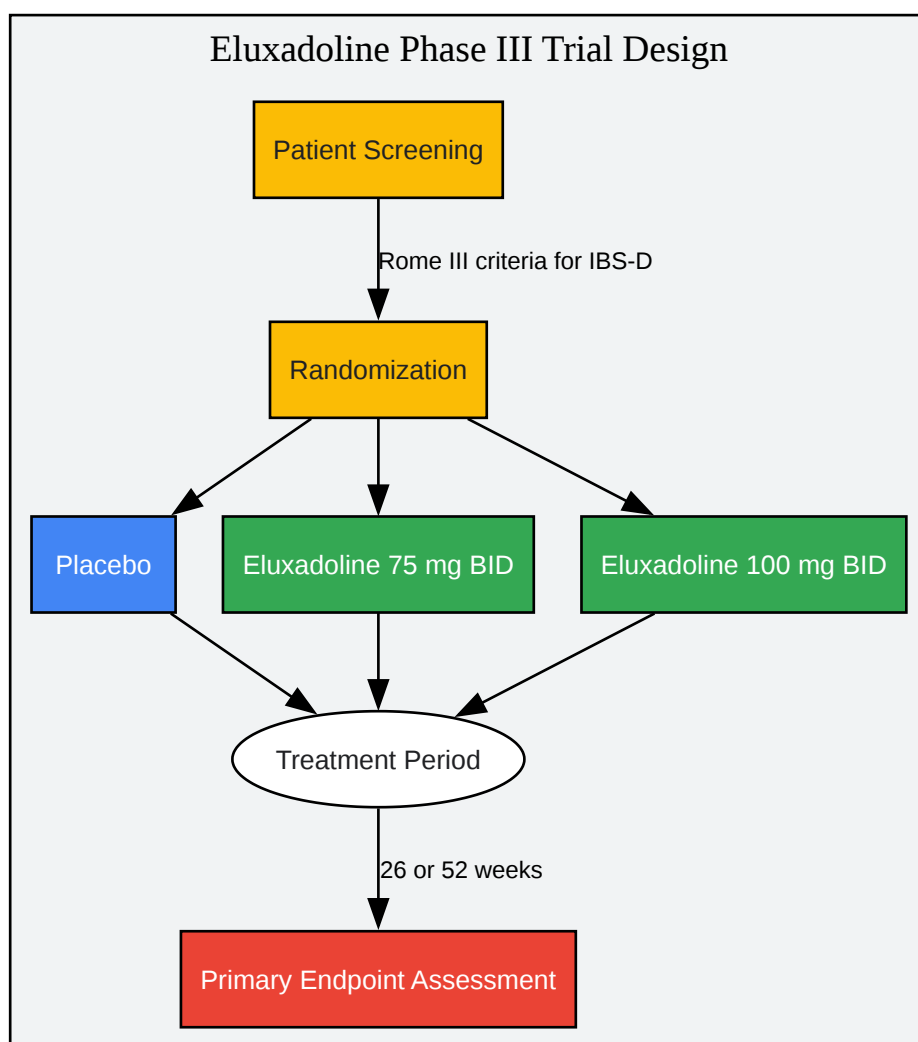 Eluxadoline Phase III Trial Design
Patient Screening
Rome III criteria for IBS-D
Randomization
Placebo
Eluxadoline 75 mg BID
Eluxadoline 100 mg BID
Treatment Period
26 or 52 weeks
Primary Endpoint Assessment